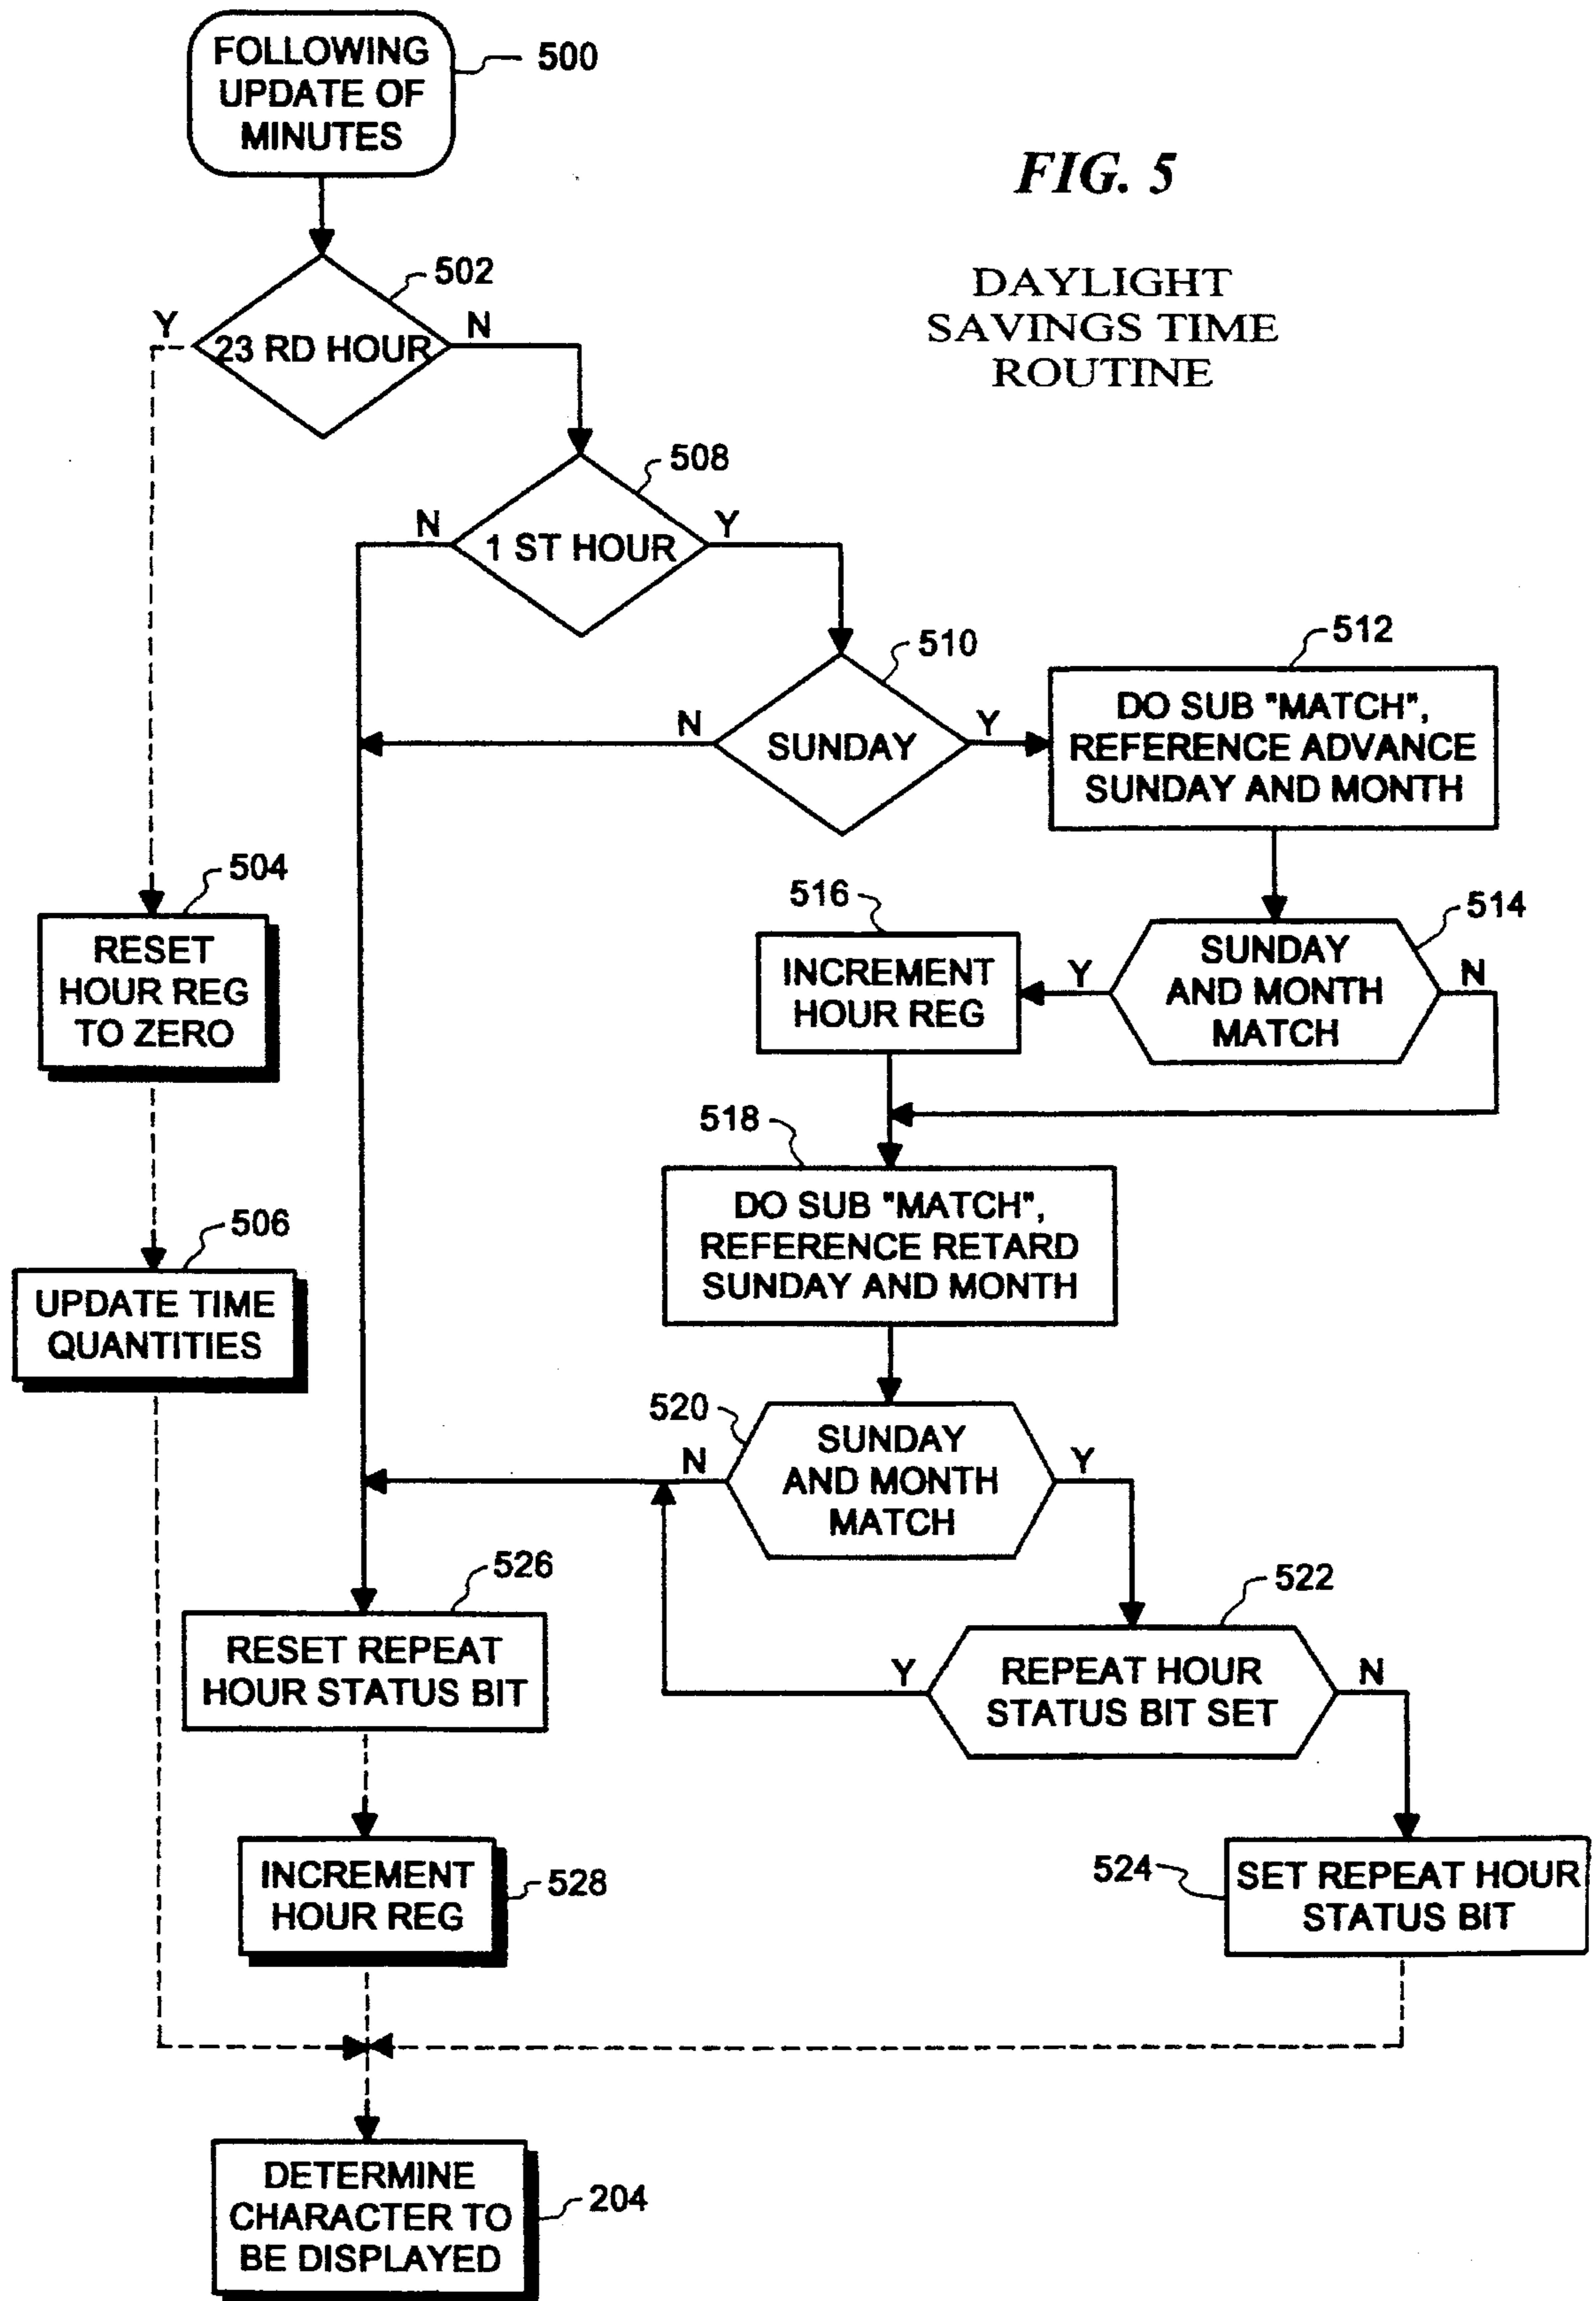 FOLLOWING
UPDATE OF
MINUTES
500
FIG. 5
DAYLIGHT
SAVINGS TIME
ROUTINE
502
Y
N
23 RD HOUR
508
N
Y
1 ST HOUR
510
N
Y
SUNDAY
512
DO SUB "MATCH",
REFERENCE ADVANCE
SUNDAY AND MONTH
504
RESET
HOUR REG
TO ZERO
516
INCREMENT
HOUR REG
514
Y
SUNDAY
AND MONTH
MATCH
N
518
DO SUB "MATCH",
REFERENCE RETARD
SUNDAY AND MONTH
506
UPDATE TIME
QUANTITIES
520
N
SUNDAY
AND MONTH
MATCH
Y
526
RESET REPEAT
HOUR STATUS BIT
522
Y
REPEAT HOUR
STATUS BIT SET
N
INCREMENT
HOUR REG
528
524
SET REPEAT HOUR
STATUS BIT
DETERMINE
CHARACTER TO
BE DISPLAYED
204